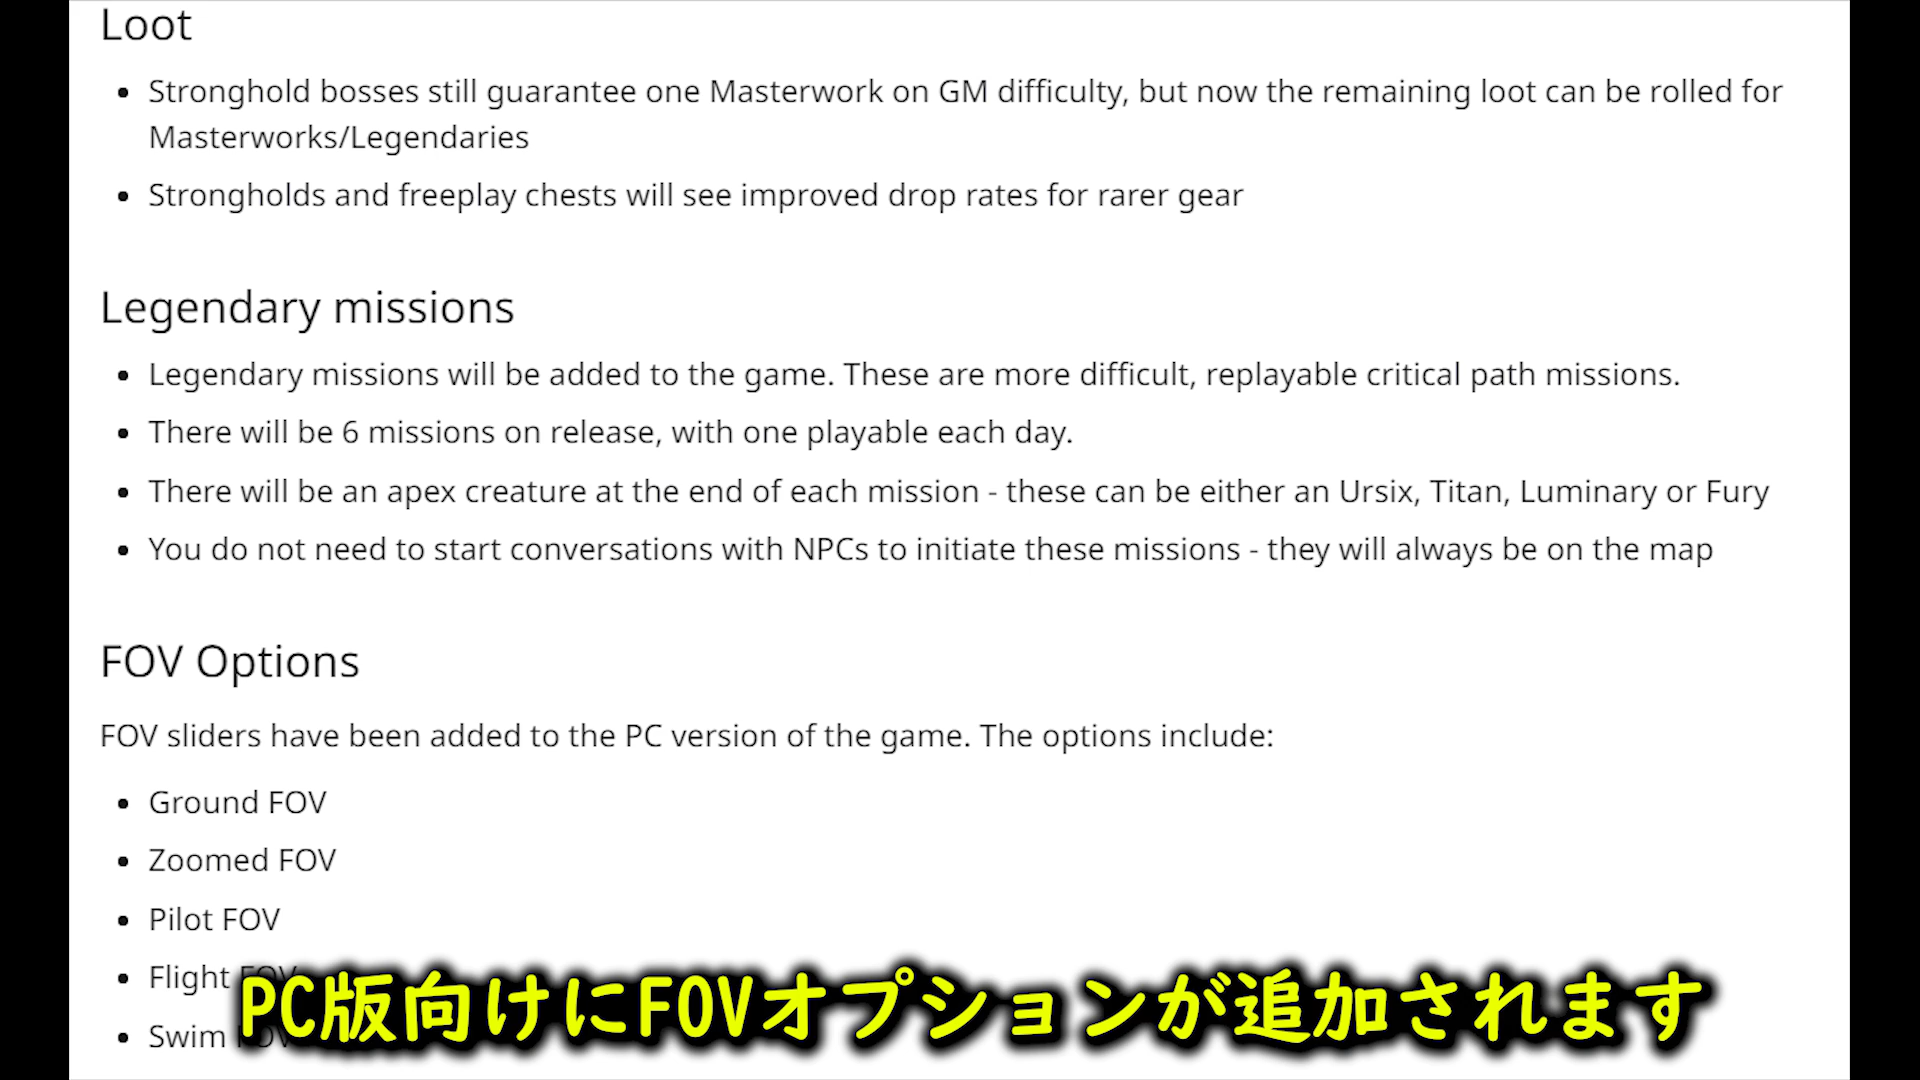 Loot
• Stronghold bosses still guarantee one Masterwork on GM difficulty, but now the remaining loot can be rolled for
Masterworks/Legendaries
• Strongholds and freeplay chests will see improved drop rates for rarer gear
Legendary missions
• Legendary missions will be added to the game. These are more difficult, replayable critical path missions.
• There will be 6 missions on release, with one playable each day.
• There will be an apex creature at the end of each mission - these can be either an Ursix, Titan, Luminary or Fury
• You do not need to start conversations with NPCs to initiate these missions - they will always be on the map
FOV Options
FOV sliders have been added to the PC version of the game. The options include:
• Ground FOV
• Zoomed FOV
• Pilot FOV
• Flight FOV
• Swim FOV
PC版向けにFOVオプションが追加されます